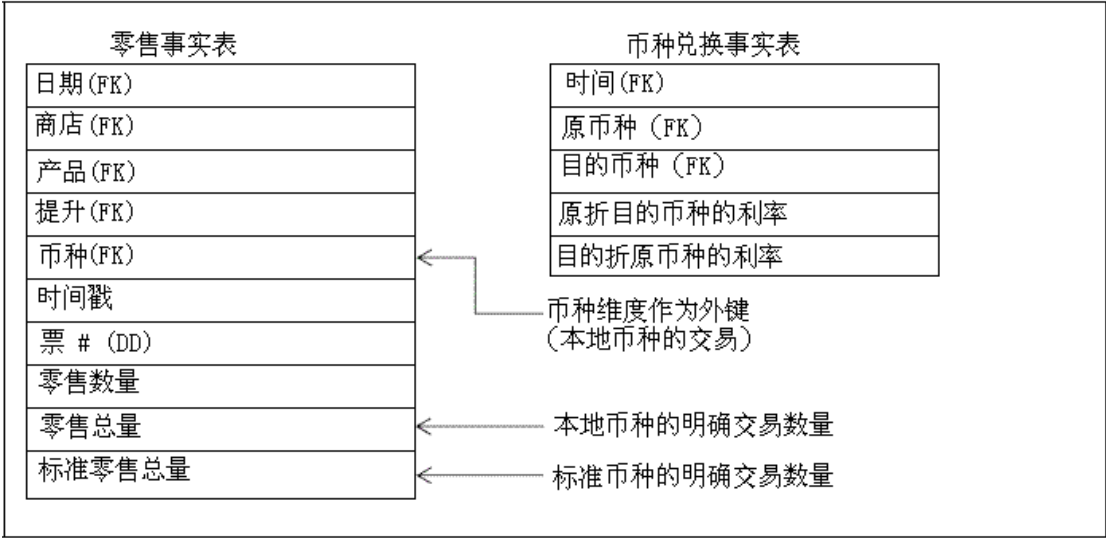 零售事实表
日期(FK)
商店(FK)
产品(FK)
提升(FK)
币种(FK)
时间戳
票 # (DD)
零售数量
零售总量
标准零售总量
币种兑换事实表
时间(FK)
原币种 (FK)
目的币种 (FK)
原折目的币种的利率
目的折原币种的利率
币种维度作为外键
(本地币种的交易)
本地币种的明确交易数量
标准币种的明确交易数量